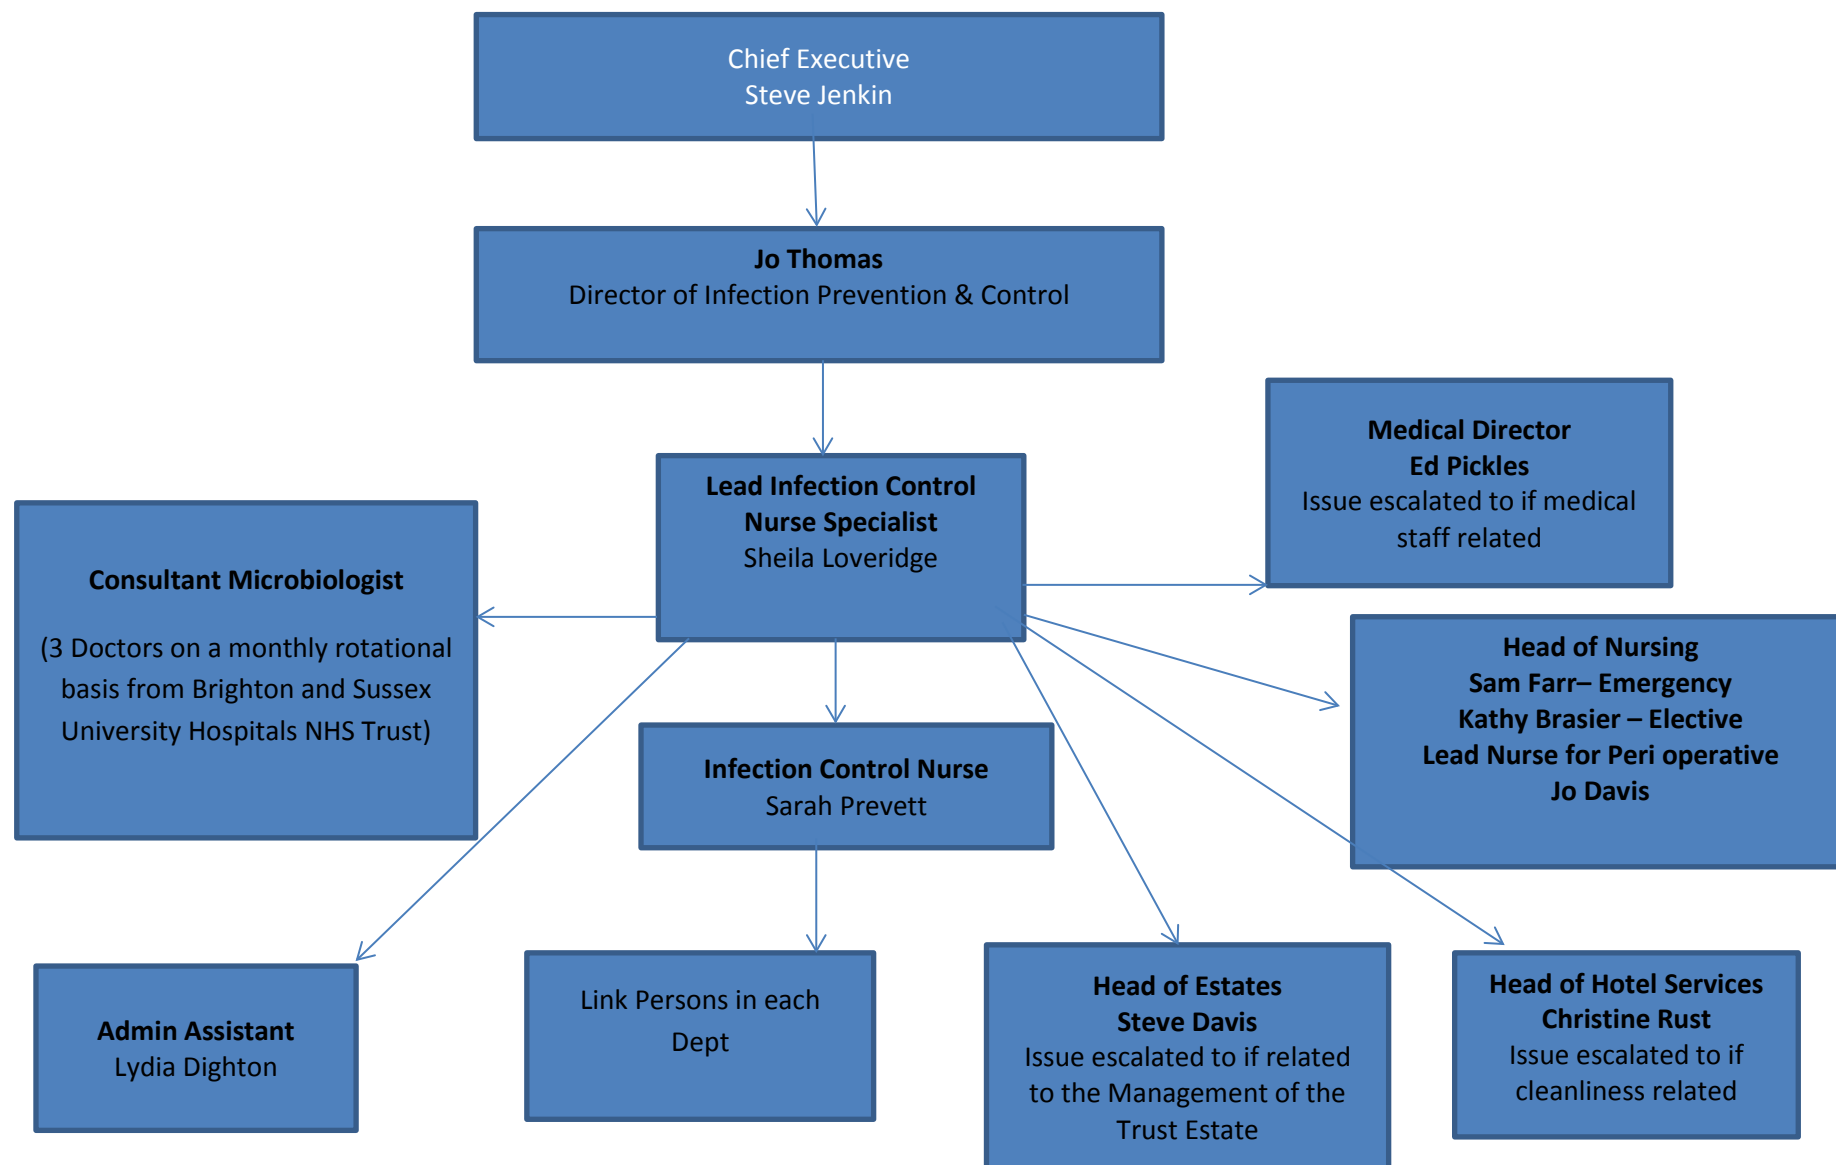 Chief Executive
Steve Jenkin
Jo Thomas
Director of Infection Prevention & Control
Medical Director
Ed Pickles
Issue escalated to if medical
staff related
Lead Infection Control
Nurse Specialist
Sheila Loveridge
Consultant Microbiologist
(3 Doctors on a monthly rotational
basis from Brighton and Sussex
University Hospitals NHS Trust)
Head of Nursing
Sam Farr– Emergency
Kathy Brasier – Elective
Lead Nurse for Peri operative
Jo Davis
Infection Control Nurse
Sarah Prevett
Admin Assistant
Lydia Dighton
Link Persons in each
Dept
Head of Estates
Steve Davis
Issue escalated to if related
to the Management of the
Trust Estate
Head of Hotel Services
Christine Rust
Issue escalated to if
cleanliness related